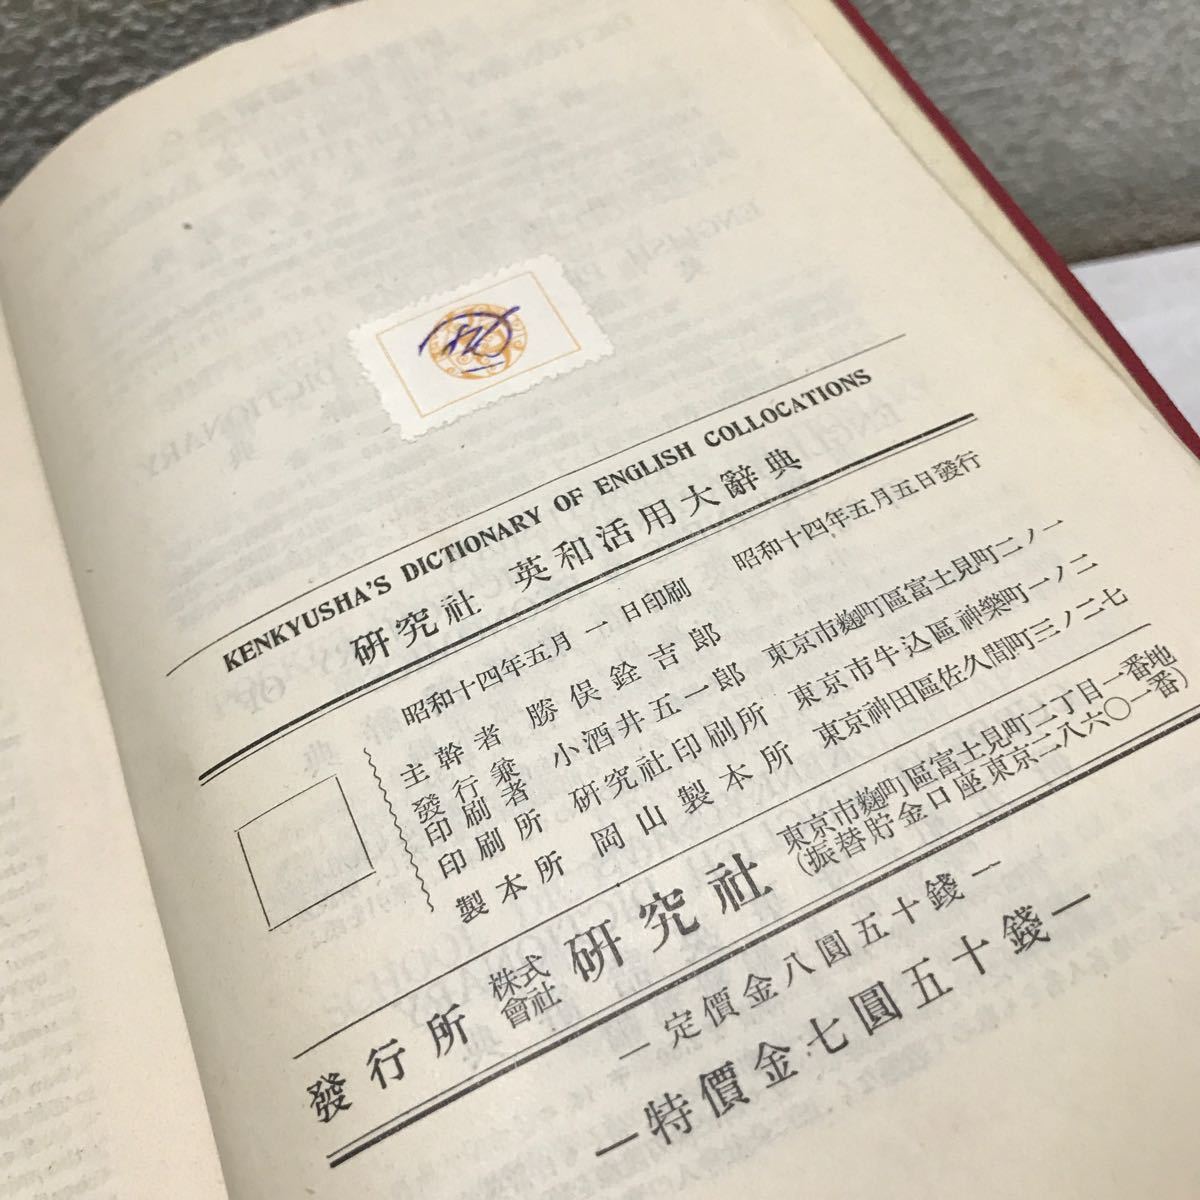 KENKYUSHA'S DICTIONARY OF ENGLISH COLLOCATIONS
硏究社 英和活用大辭典
昭和十四年五月一日印刷 昭和十四年五月五日發行
主幹者 勝俣銓吉郎
發行兼印刷者 小酒井五一郎 東京市麴町區富士見町二ノ一
印刷所 硏究社印刷所 東京市牛込區神樂町一ノ二
製本所 岡山製本所 東京神田區佐久間町三ノ二七
發行所 株式會社 硏究社 東京市麴町區富士見町二丁目一番地
(振替貯金口座東京二八六〇一番)
―定價金八圓五十錢―
―特價金七圓五十錢―